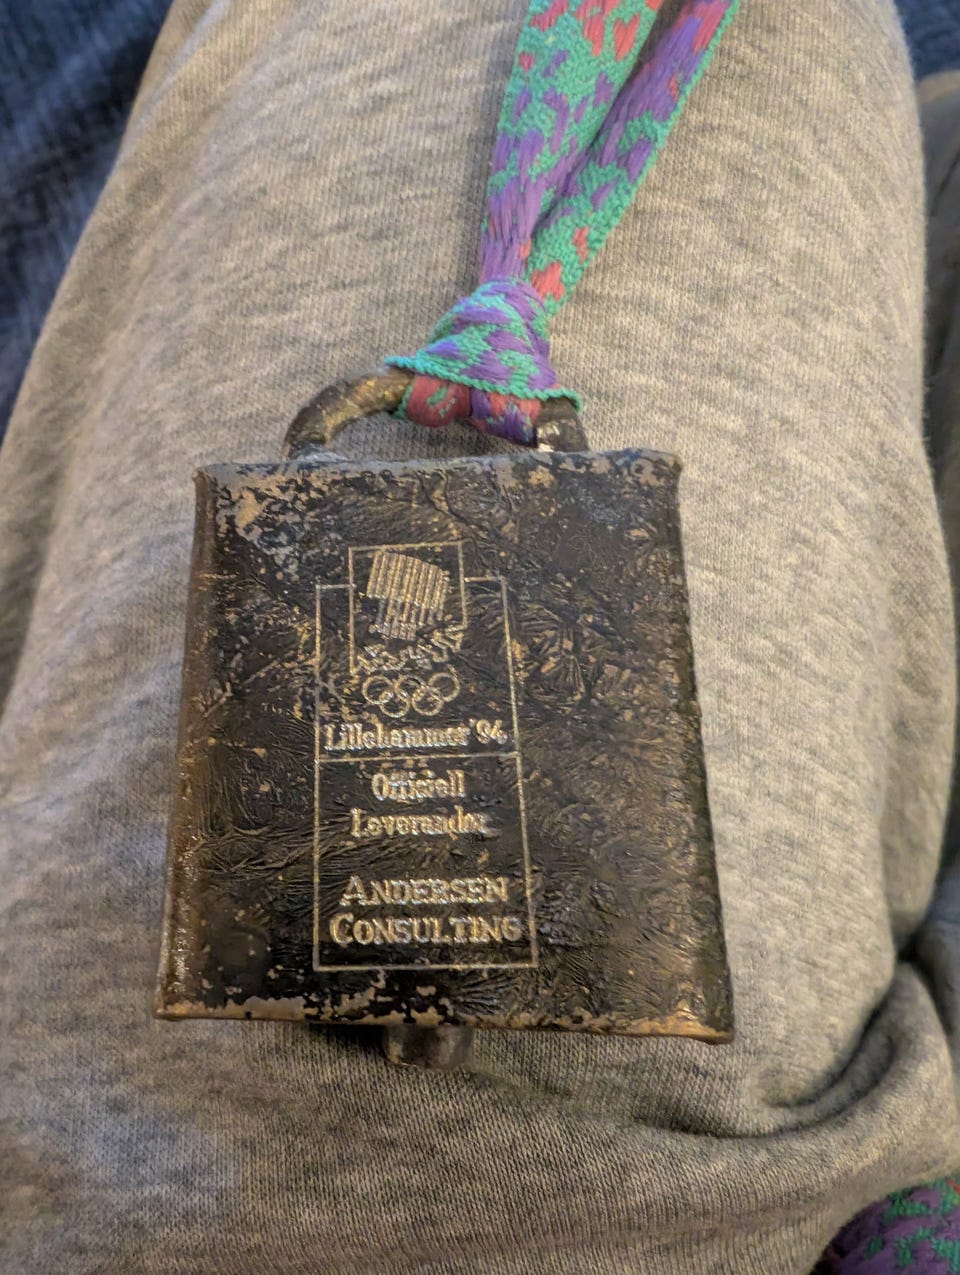 Lillehammer '94
Offisiell
Leverandør
ANDERSEN
CONSULTING